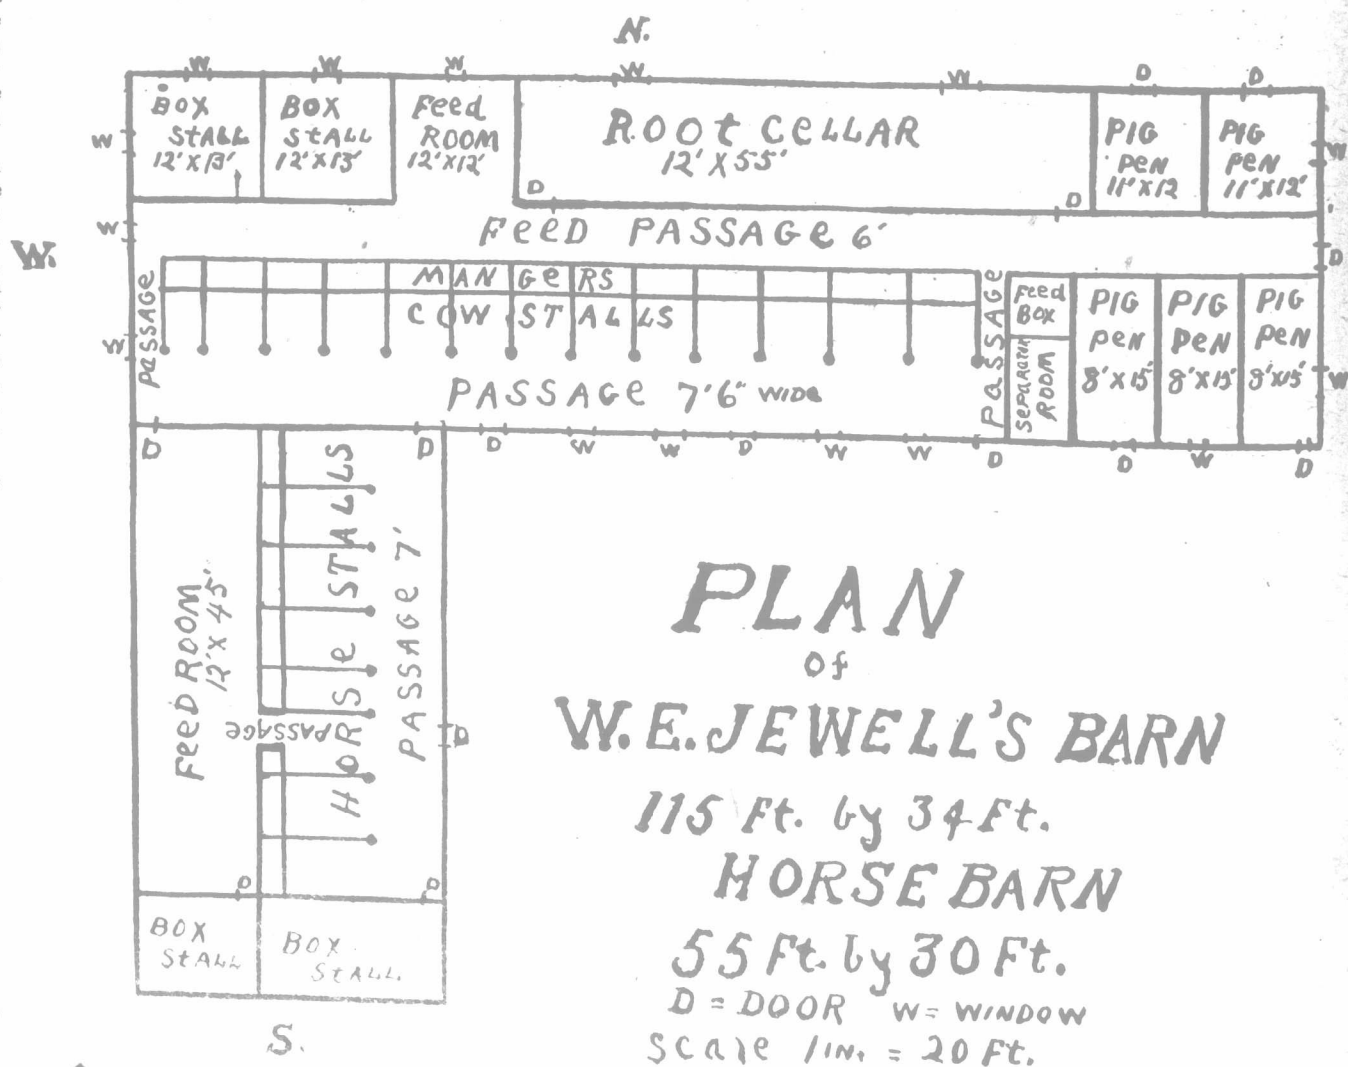 N.
W W W W W D D
BOX
STALL
12'X13'
BOX
STALL
12'X13'
Feed
ROOM
12'X12'
ROOT CELLAR
12'X55'
PIG
PEN
11'X12
PIG
PEN
11'X12'
W
W
D
D
W
W.
FEED PASSAGE 6'
D
PASSAGE
MANGERS
COW STALLS
PASSAGE
Feed
BOX
SEPARATOR
ROOM
PIG
PEN
8'X15'
PIG
PEN
8'X15'
PIG
PEN
8'X15'
W
W
PASSAGE 7'6" WIDE
D D D W W D W W D D W D
FEED ROOM
12'X45'
HORSE STALLS
PASSAGE 7'
PASSAGE
D
D
D
BOX
STALL
BOX
STALL.
S.
PLAN
OF
W.E.JEWELL'S BARN
115 Ft. by 34 Ft.
HORSE BARN
55 Ft. by 30 Ft.
D = DOOR W = WINDOW
Scale 1 IN. = 20 Ft.